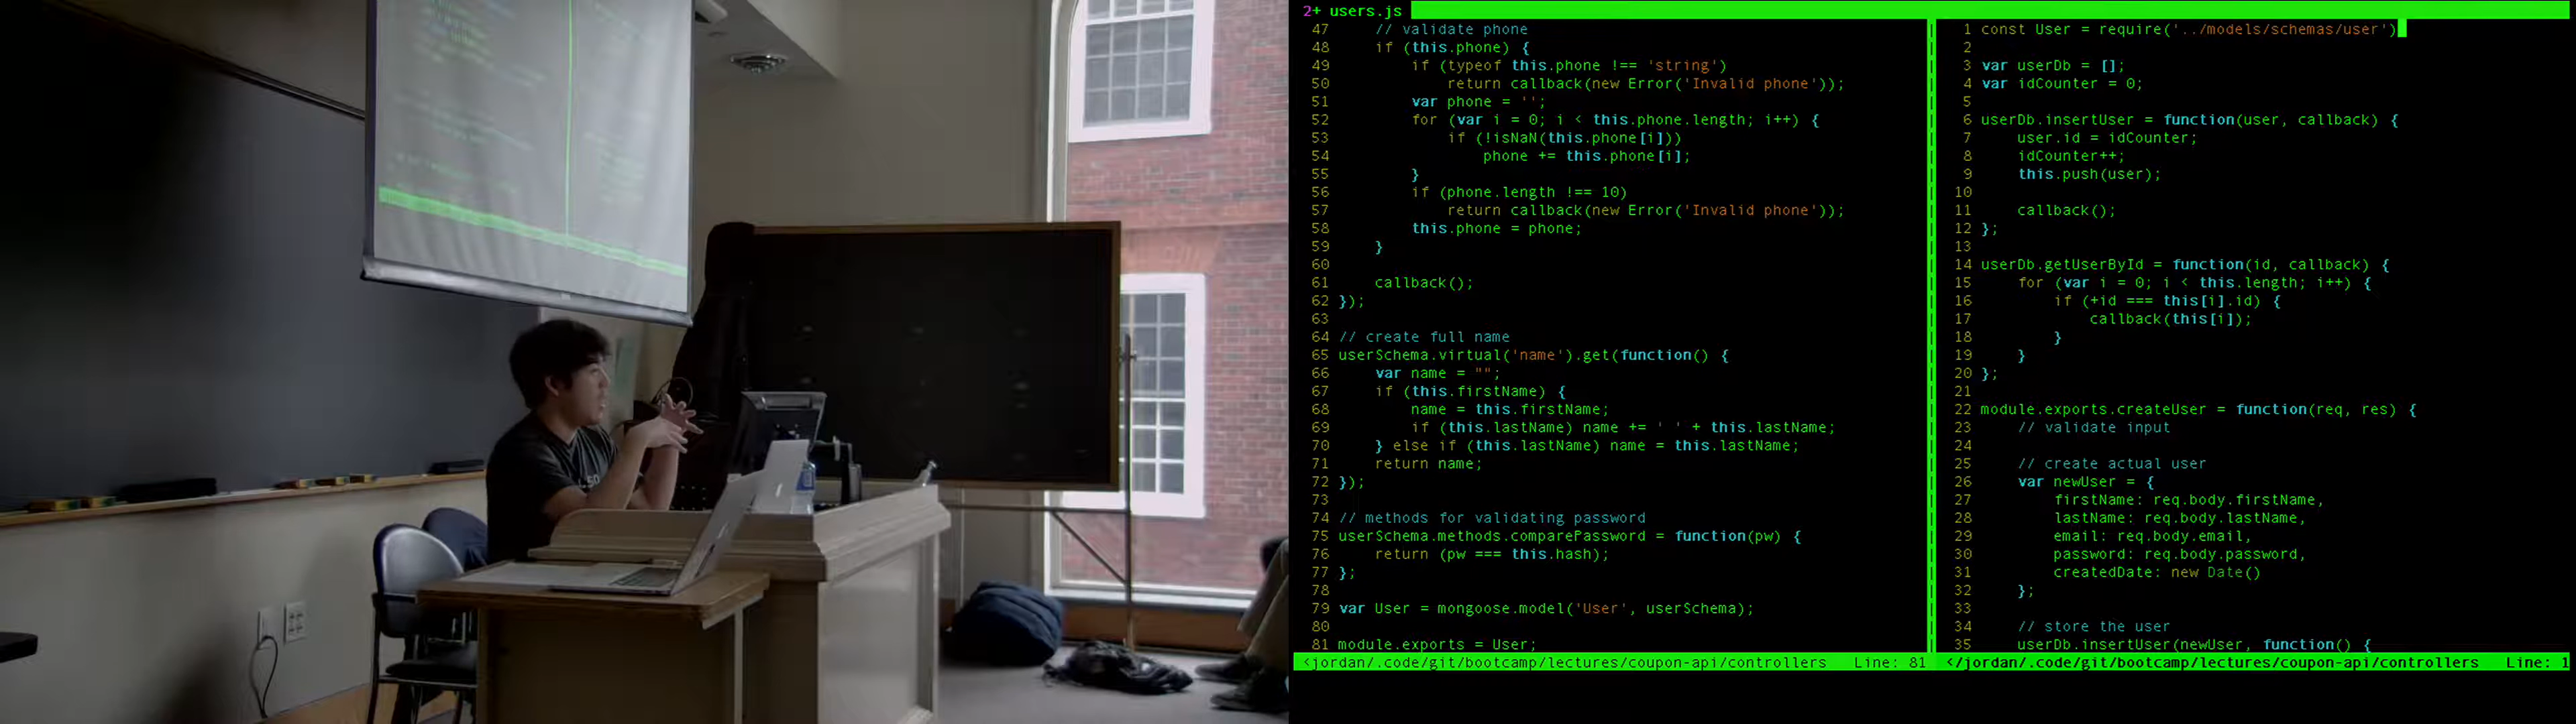 2+ users.js
47 // validate phone
48 if (this.phone) {
49 if (typeof this.phone !== 'string')
50 return callback(new Error('Invalid phone'));
51 var phone = '';
52 for (var i = 0; i < this.phone.length; i++) {
53 if (!isNaN(this.phone[i]))
54 phone += this.phone[i];
55 }
56 if (phone.length !== 10)
57 return callback(new Error('Invalid phone'));
58 this.phone = phone;
59 }
60
61 callback();
62 });
63
64 // create full name
65 userSchema.virtual('name').get(function() {
66 var name = "";
67 if (this.firstName) {
68 name = this.firstName;
69 if (this.lastName) name += ' ' + this.lastName;
70 } else if (this.lastName) name = this.lastName;
71 return name;
72 });
73
74 // methods for validating password
75 userSchema.methods.comparePassword = function(pw) {
76 return (pw === this.hash);
77 };
78
79 var User = mongoose.model('User', userSchema);
80
81 module.exports = User;
<jordan/.code/git/bootcamp/lectures/coupon-api/controllers Line: 81
1 const User = require('../models/schemas/user')
2
3 var userDb = [];
4 var idCounter = 0;
5
6 userDb.insertUser = function(user, callback) {
7 user.id = idCounter;
8 idCounter++;
9 this.push(user);
10
11 callback();
12 };
13
14 userDb.getUserById = function(id, callback) {
15 for (var i = 0; i < this.length; i++) {
16 if (+id === this[i].id) {
17 callback(this[i]);
18 }
19 }
20 };
21
22 module.exports.createUser = function(req, res) {
23 // validate input
24
25 // create actual user
26 var newUser = {
27 firstName: req.body.firstName,
28 lastName: req.body.lastName,
29 email: req.body.email,
30 password: req.body.password,
31 createdDate: new Date()
32 };
33
34 // store the user
35 userDb.insertUser(newUser, function() {
</jordan/.code/git/bootcamp/lectures/coupon-api/controllers Line: 1